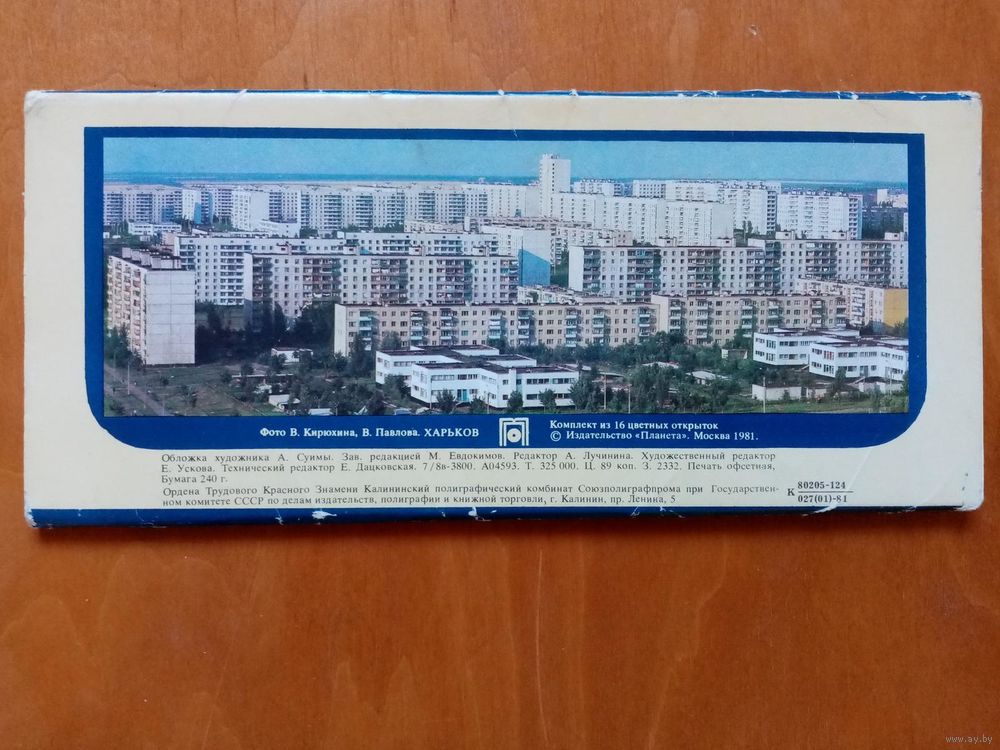 Фото В. Кирюхина, В. Павлова. ХАРЬКОВ
Комплект из 16 цветных открыток
© Издательство «Планета». Москва 1981.
Обложка художника А. Суимы. Зав. редакцией М. Евдокимов. Редактор А. Лучинина. Художественный редактор
Е. Ускова. Технический редактор Е. Дацковская. 7/8в-3800. А04593. Т. 325 000. Ц. 89 коп. З. 2332. Печать офсетная,
Бумага 240 г.
Ордена Трудового Красного Знамени Калининский полиграфический комбинат Союзполиграфпрома при Государствен-
ном комитете СССР по делам издательств, полиграфии и книжной торговли, г. Калинин, пр. Ленина, 5
К 80205-124
027(01)-81
www.ay.by